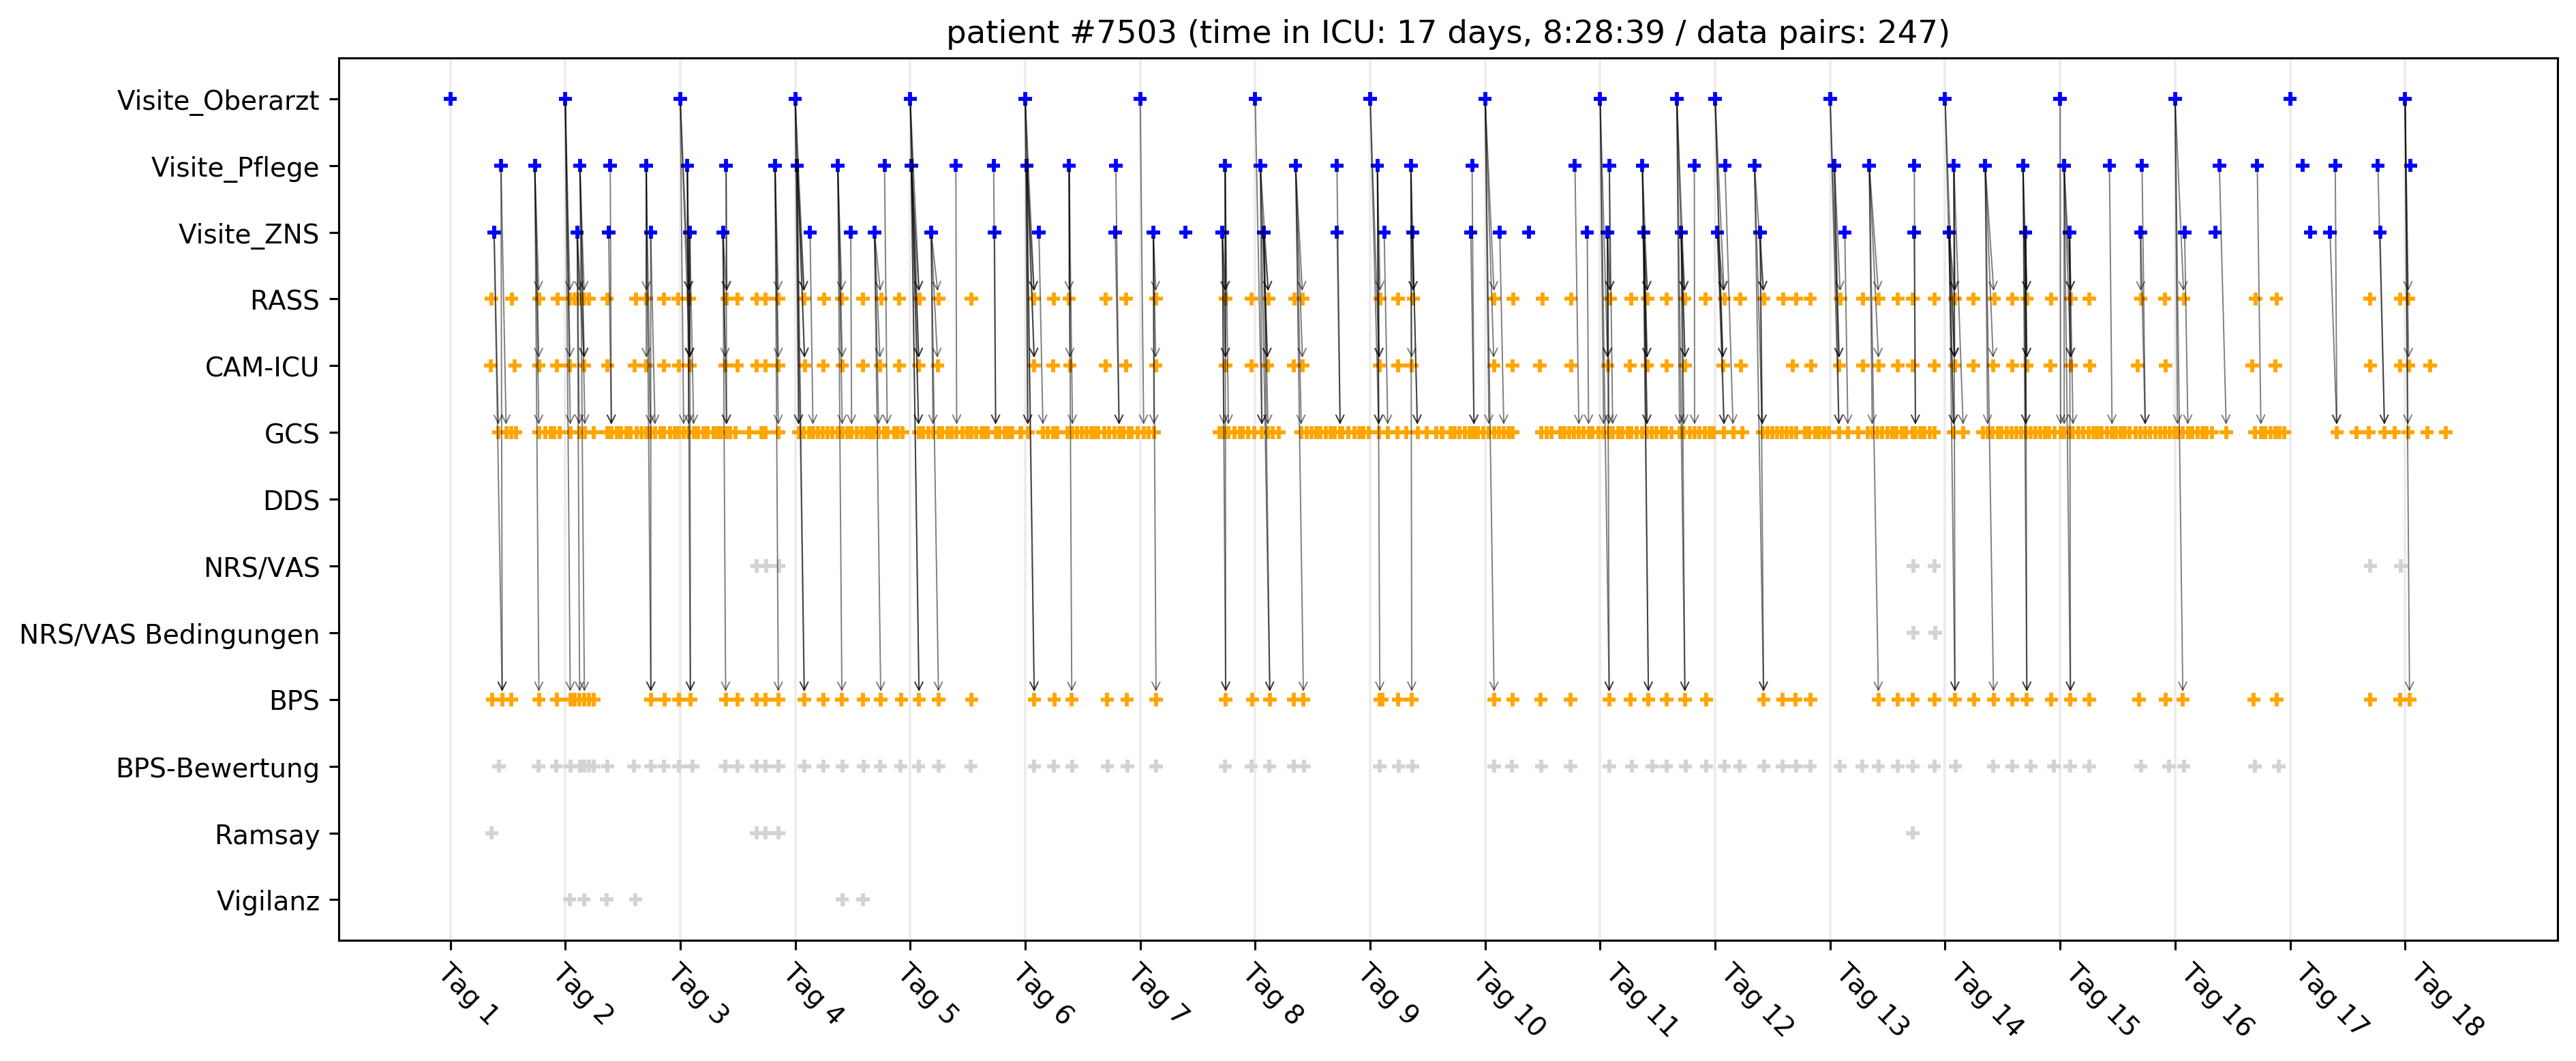 patient #7503 (time in ICU: 17 days, 8:28:39 / data pairs: 247)
Visite_Oberarzt
Visite_Pflege
Visite_ZNS
RASS
CAM-ICU
GCS
DDS
NRS/VAS
NRS/VAS Bedingungen
BPS
BPS-Bewertung
Ramsay
Vigilanz
Tag 1
Tag 2
Tag 3
Tag 4
Tag 5
Tag 6
Tag 7
Tag 8
Tag 9
Tag 10
Tag 11
Tag 12
Tag 13
Tag 14
Tag 15
Tag 16
Tag 17
Tag 18